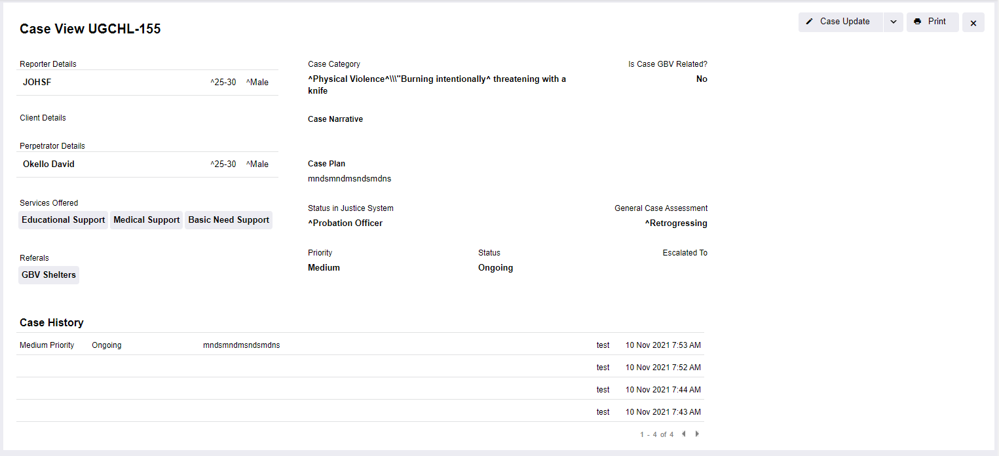 Case View UGCHL-155
Case Update
Print
Reporter Details
JOHSF ^25-30 ^Male
Client Details
Perpetrator Details
Okello David ^25-30 ^Male
Services Offered
Educational Support Medical Support Basic Need Support
Referals
GBV Shelters
Case Category
^Physical Violence^\\\"Burning intentionally^ threatening with a
knife
Is Case GBV Related?
No
Case Narrative
Case Plan
mndsmndmsndsmdns
Status in Justice System
^Probation Officer
General Case Assessment
^Retrogressing
Priority
Medium
Status
Ongoing
Escalated To
Case History
Medium Priority Ongoing mndsmndmsndsmdns test 10 Nov 2021 7:53 AM
test 10 Nov 2021 7:52 AM
test 10 Nov 2021 7:44 AM
test 10 Nov 2021 7:43 AM
1 - 4 of 4